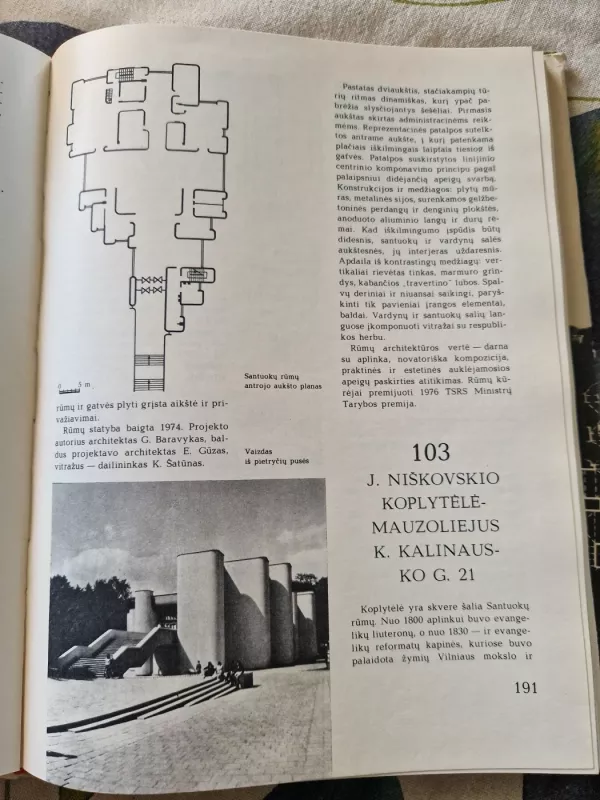 0 5 m
Santuokų rūmų
antrojo aukšto planas
rūmų ir gatvės plyti grįsta aikštė ir pri-
važiavimai.
Rūmų statyba baigta 1974. Projekto
autorius architektas G. Baravykas, bal-
dus projektavo architektas E. Gūzas,
vitražus — dailininkas K. Šatūnas.
Vaizdas
iš pietryčių pusės
Pastatas dviaukštis, stačiakampių tū-
rių ritmas dinamiškas, kurį ypač pa-
brėžia slysčiojantys šešėliai. Pirmasis
aukštas skirtas administracinėms reik-
mėms. Reprezentacinės patalpos sutelk-
tos antrame aukšte, į kurį patenkama
plačiais iškilmingais laiptais tiesiog iš
gatvės. Patalpos suskirstytos linijinio
centrinio komponavimo principu pagal
palaipsniui didėjančią apeigų svarbą.
Konstrukcijos ir medžiagos: plytų mū-
ras, metalinės sijos, surenkamos gelžbe-
toninės perdangų ir denginių plokštės,
anoduoto aliuminio langų ir durų rė-
mai. Kad iškilmingumo įspūdis būtų
didesnis, santuokų ir vardynų salės
aukštesnės, jų interjeras uždaresnis.
Apdaila iš kontrastingų medžiagų: ver-
tikaliai rievėtas tinkas, marmuro grin-
dys, kabančios „travertino" lubos. Spal-
vų deriniai ir niuansai saikingi, paryš-
kinti tik pavieniai įrangos elementai,
baldai. Vardynų ir santuokų salių lan-
guose įkomponuoti vitražai su respubli-
kos herbu.
Rūmų architektūros vertė — darna
su aplinka, novatoriška kompozicija,
praktinės ir estetinės auklėjamosios
apeigų paskirties atitikimas. Rūmų kū-
rėjai premijuoti 1976 TSRS Ministrų
Tarybos premija.
103
J. NIŠKOVSKIO
KOPLYTĖLĖ-
MAUZOLIEJUS
K. KALINAUS-
KO G. 21
Koplytėlė yra skvere šalia Santuokų
rūmų. Nuo 1800 aplinkui buvo evange-
likų liuteronų, o nuo 1830 — ir evange-
likų reformatų kapinės, kuriose buvo
palaidota žymių Vilniaus mokslo ir
191